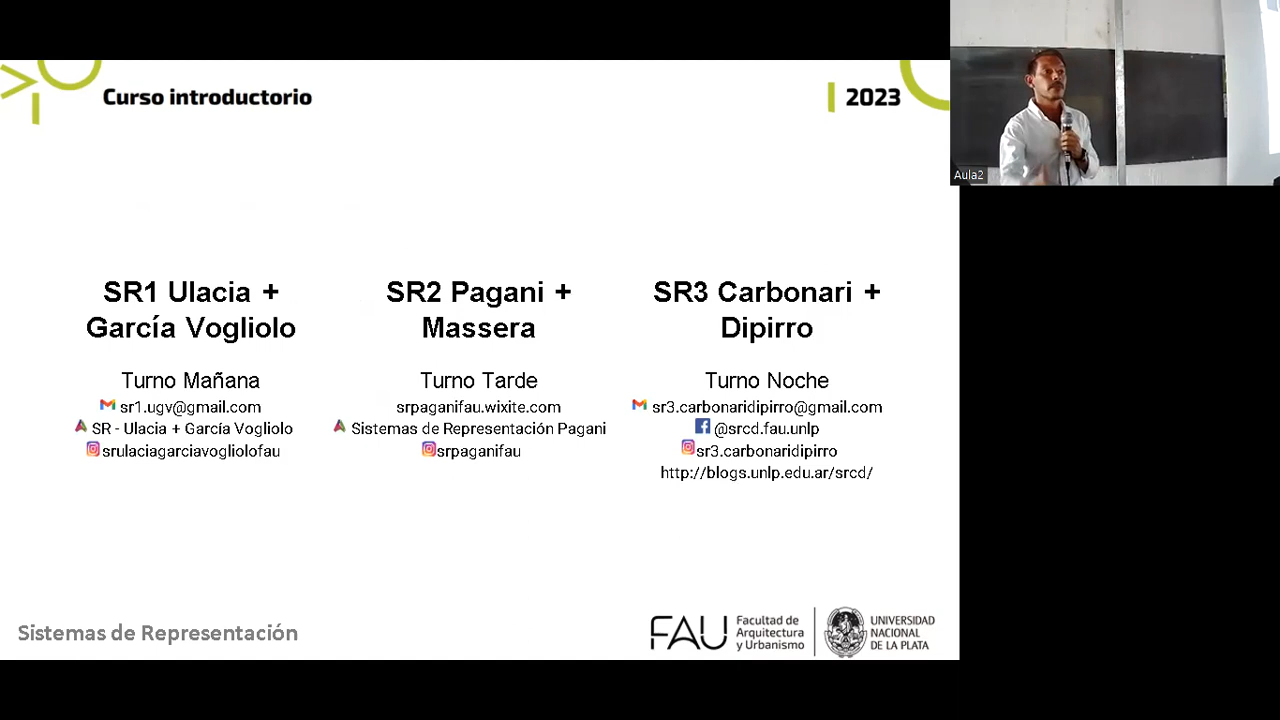 Curso introductorio
2023
Aula2
SR1 Ulacia +
García Vogliolo
Turno Mañana
sr1.ugv@gmail.com
SR - Ulacia + García Vogliolo
srulaciagarciavogliolofau
SR2 Pagani +
Massera
Turno Tarde
srpaganifau.wixite.com
Sistemas de Representación Pagani
srpaganifau
SR3 Carbonari +
Dipirro
Turno Noche
sr3.carbonaridipirro@gmail.com
@srcd.fau.unlp
sr3.carbonaridipirro
http://blogs.unlp.edu.ar/srcd/
Sistemas de Representación
FAU
Facultad de
Arquitectura
y Urbanismo
UNIVERSIDAD
NACIONAL
DE LA PLATA